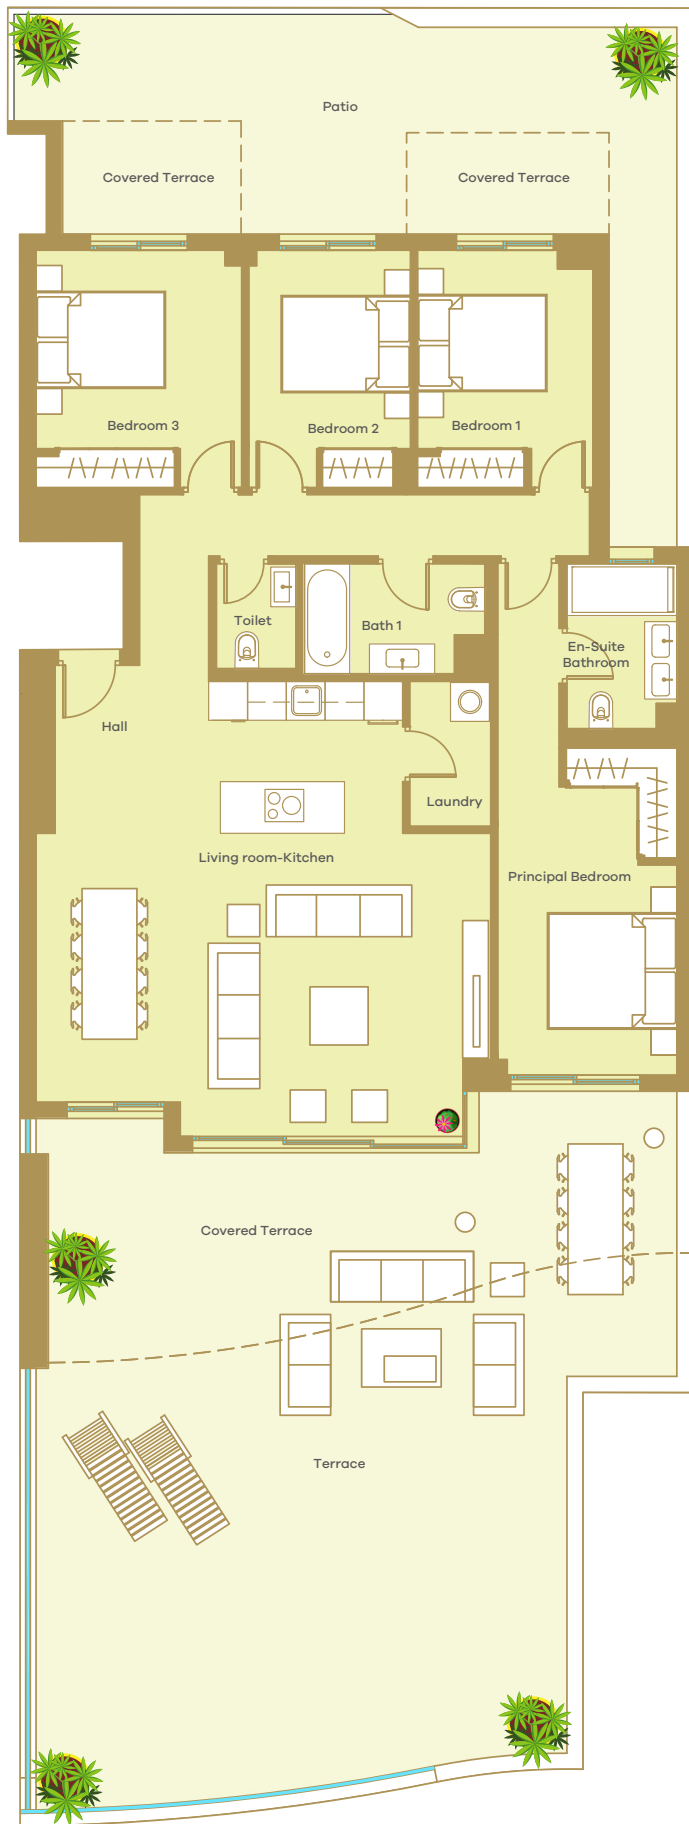 Patio
Covered Terrace
Covered Terrace
Bedroom 3
Bedroom 2
Bedroom 1
Toilet
Bath 1
En-Suite
Bathroom
Hall
Laundry
Living room-Kitchen
Principal Bedroom
Covered Terrace
Terrace